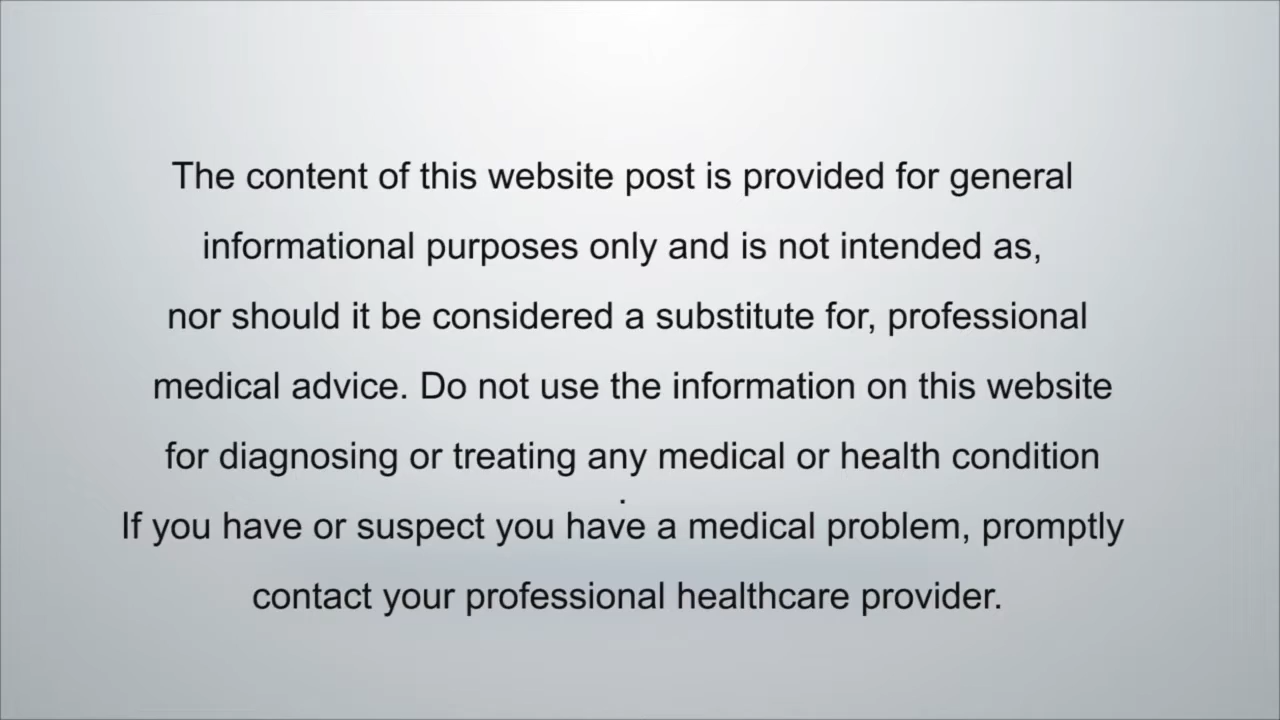 The content of this website post is provided for general
informational purposes only and is not intended as,
nor should it be considered a substitute for, professional
medical advice. Do not use the information on this website
for diagnosing or treating any medical or health condition
.
If you have or suspect you have a medical problem, promptly
contact your professional healthcare provider.